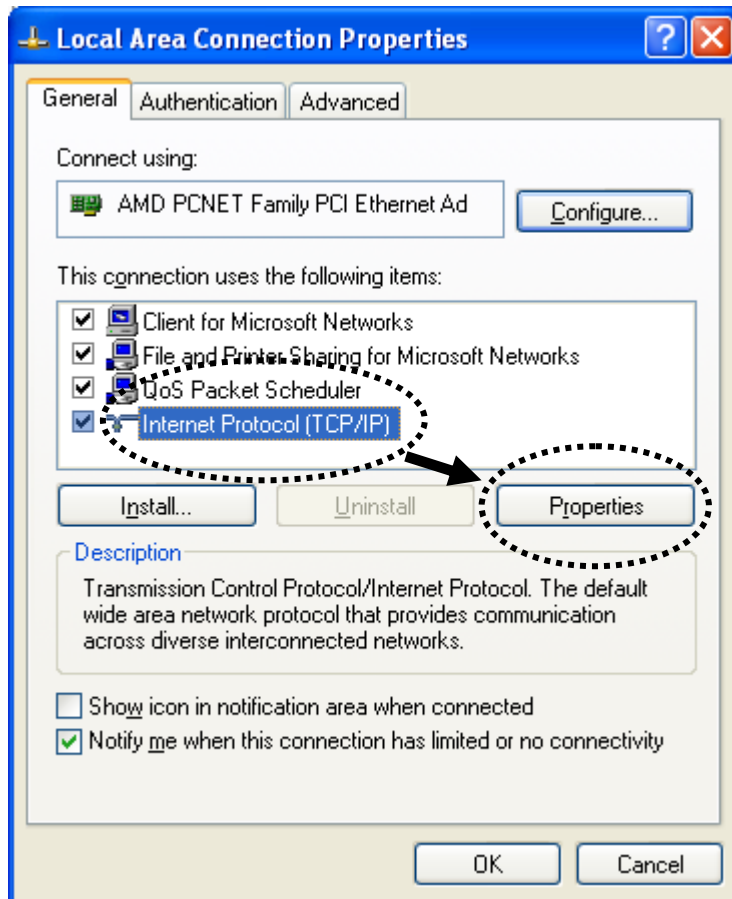 Local Area Connection Properties
General Authentication Advanced
Connect using:
AMD PCNET Family PCI Ethernet Ad
Configure...
This connection uses the following items:
Client for Microsoft Networks
File and Printer Sharing for Microsoft Networks
QoS Packet Scheduler
Internet Protocol (TCP/IP)
Install... Uninstall Properties
Description
Transmission Control Protocol/Internet Protocol. The default
wide area network protocol that provides communication
across diverse interconnected networks.
Show icon in notification area when connected
Notify me when this connection has limited or no connectivity
OK Cancel